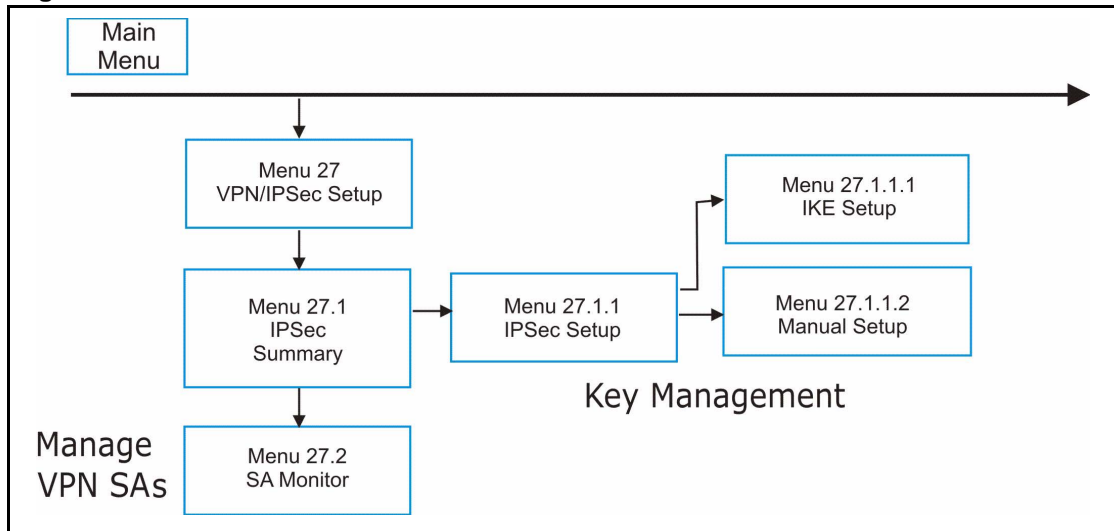 Main
Menu
Menu 27
VPN/IPSec Setup
Menu 27.1.1.1
IKE Setup
Menu 27.1
IPSec
Summary
Menu 27.1.1
IPSec Setup
Menu 27.1.1.2
Manual Setup
Key Management
Manage
VPN SAs
Menu 27.2
SA Monitor